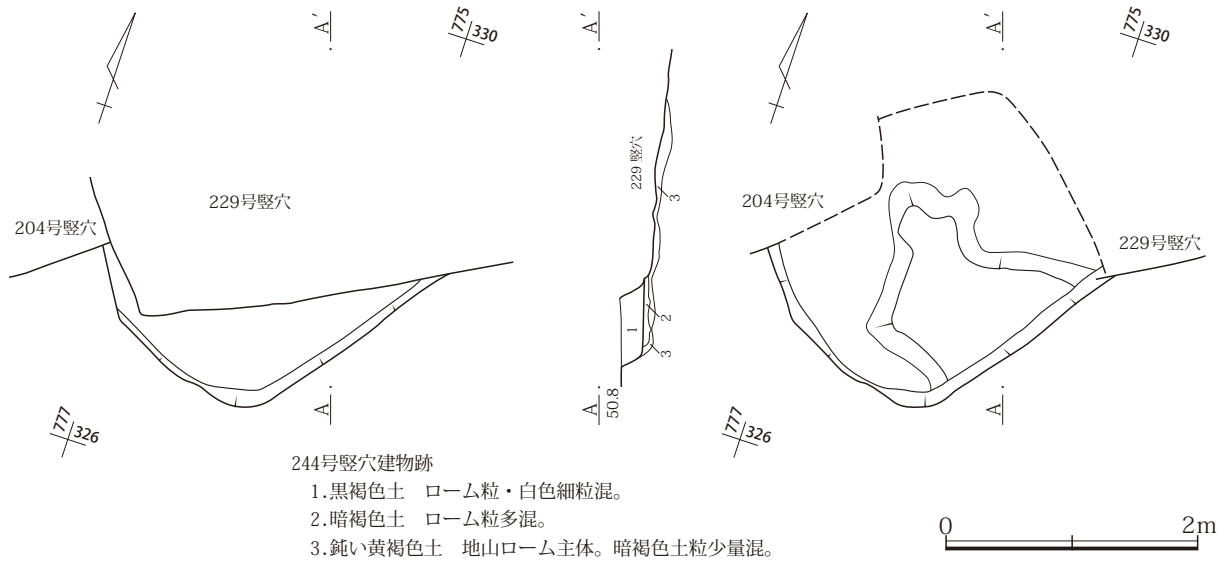 A'
775
330
A'
A'
775
330
229 竪穴
3
204号竪穴
229号竪穴
204号竪穴
229号竪穴
1
2
3
A
A
50.8
A
777
326
777
326
244号竪穴建物跡
1.黒褐色土　ローム粒・白色細粒混。
2.暗褐色土　ローム粒多混。
3.鈍い黄褐色土　地山ローム主体。暗褐色土粒少量混。
0
2m